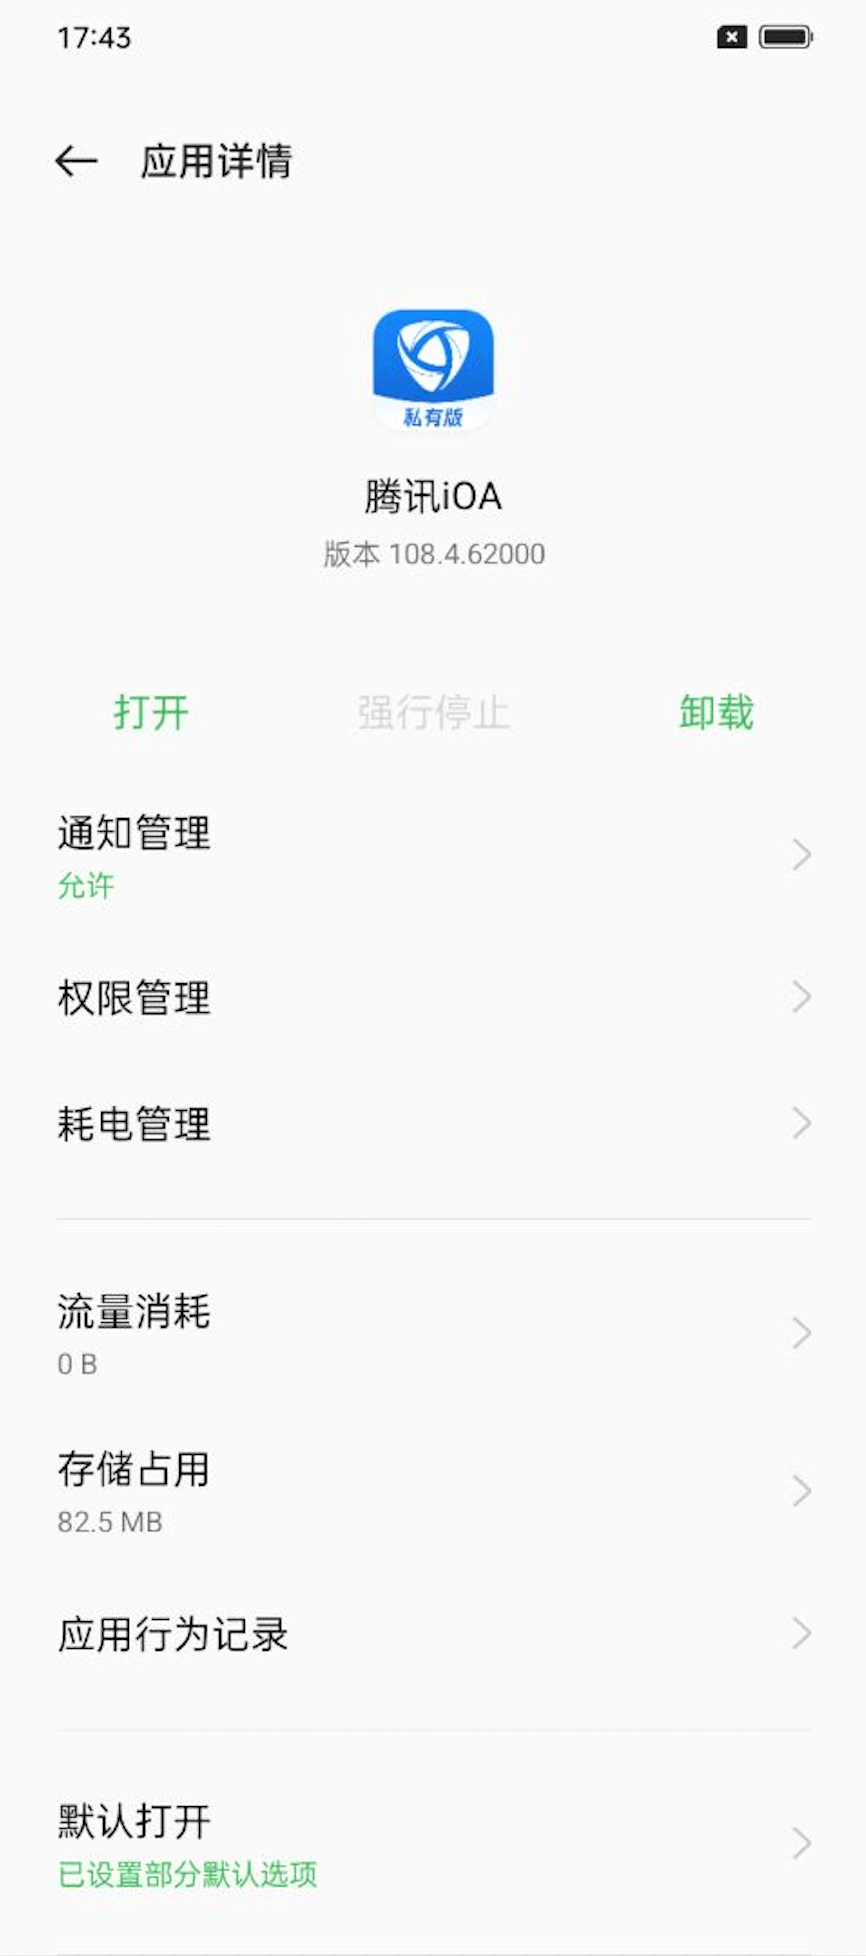 17:43
应用详情
私有版
腾讯iOA
版本 108.4.62000
打开
强行停止
卸载
通知管理
允许
权限管理
耗电管理
流量消耗
0 B
存储占用
82.5 MB
应用行为记录
默认打开
已设置部分默认选项